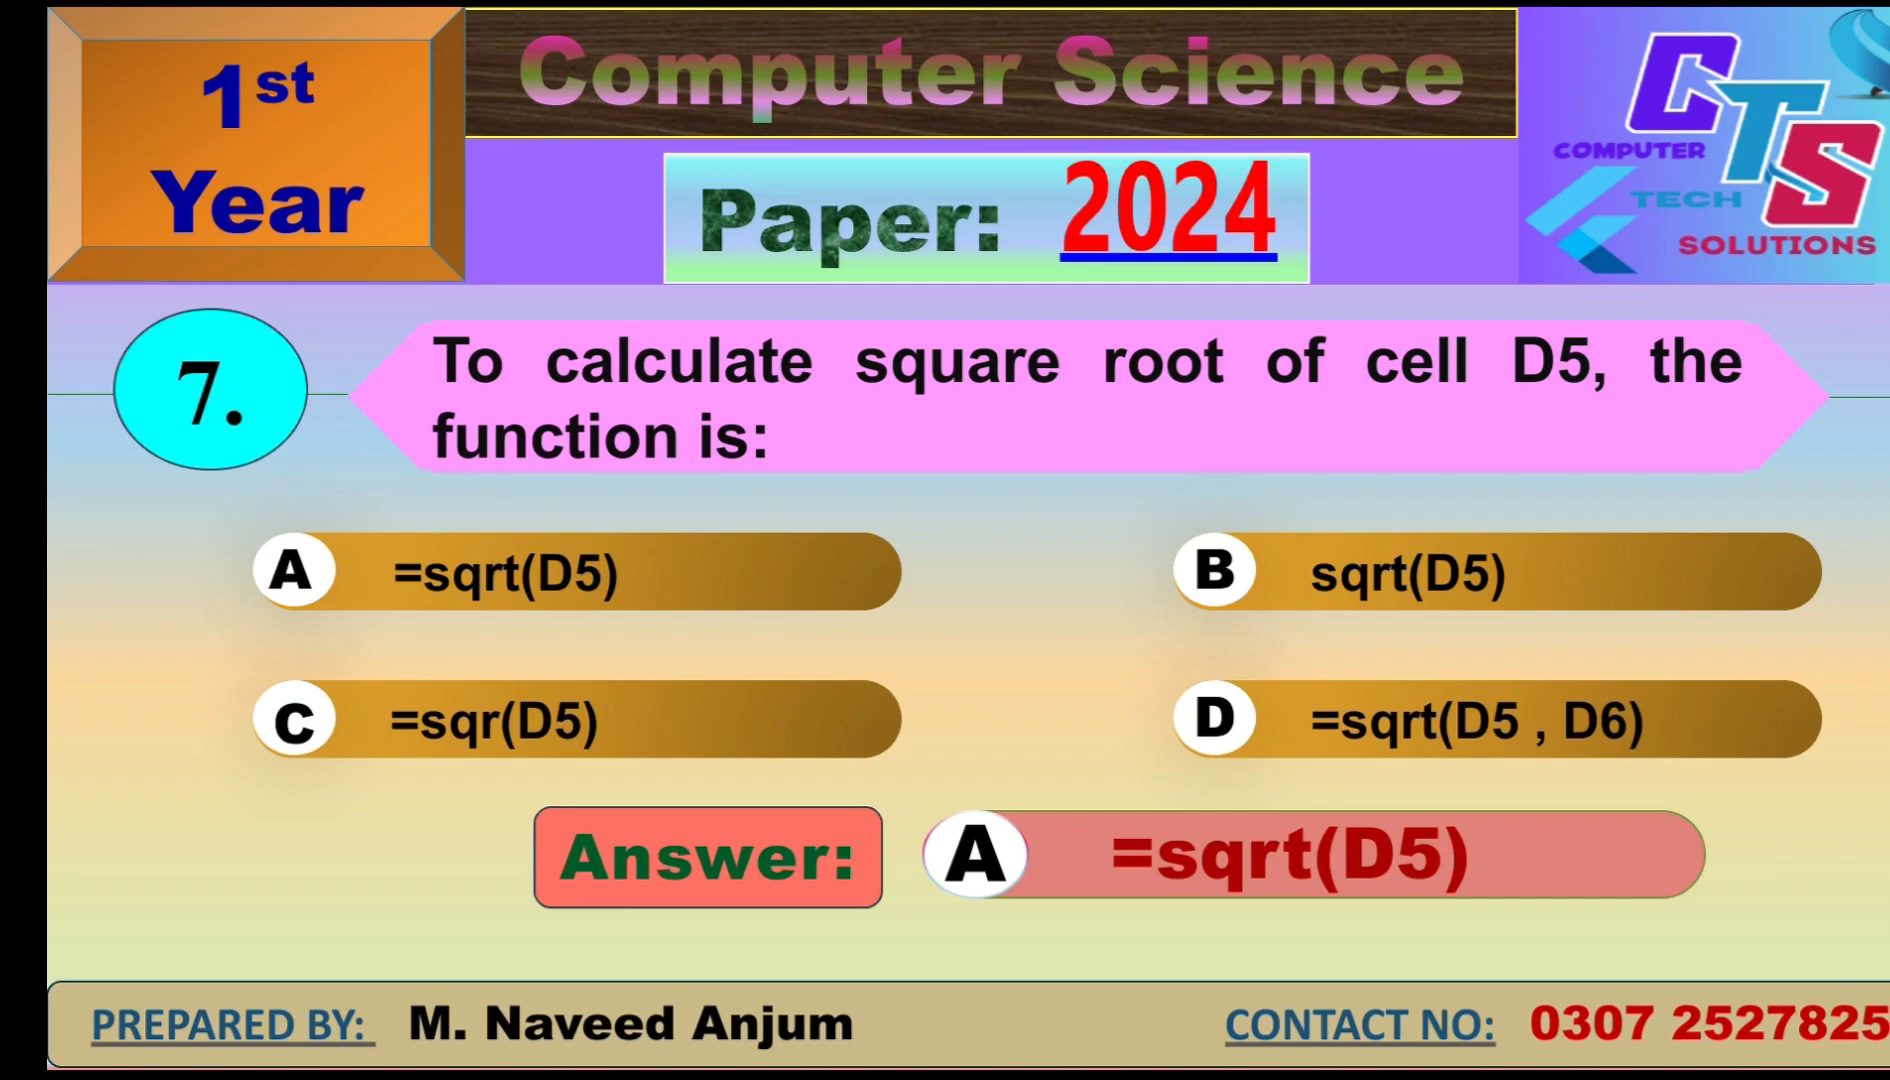 1st
Year
Computer Science
Paper: 2024
CTS
COMPUTER
TECH
SOLUTIONS
7.
To calculate square root of cell D5, the
function is:
A =sqrt(D5)
B sqrt(D5)
C =sqr(D5)
D =sqrt(D5 , D6)
Answer: A =sqrt(D5)
PREPARED BY: M. Naveed Anjum CONTACT NO: 0307 2527825